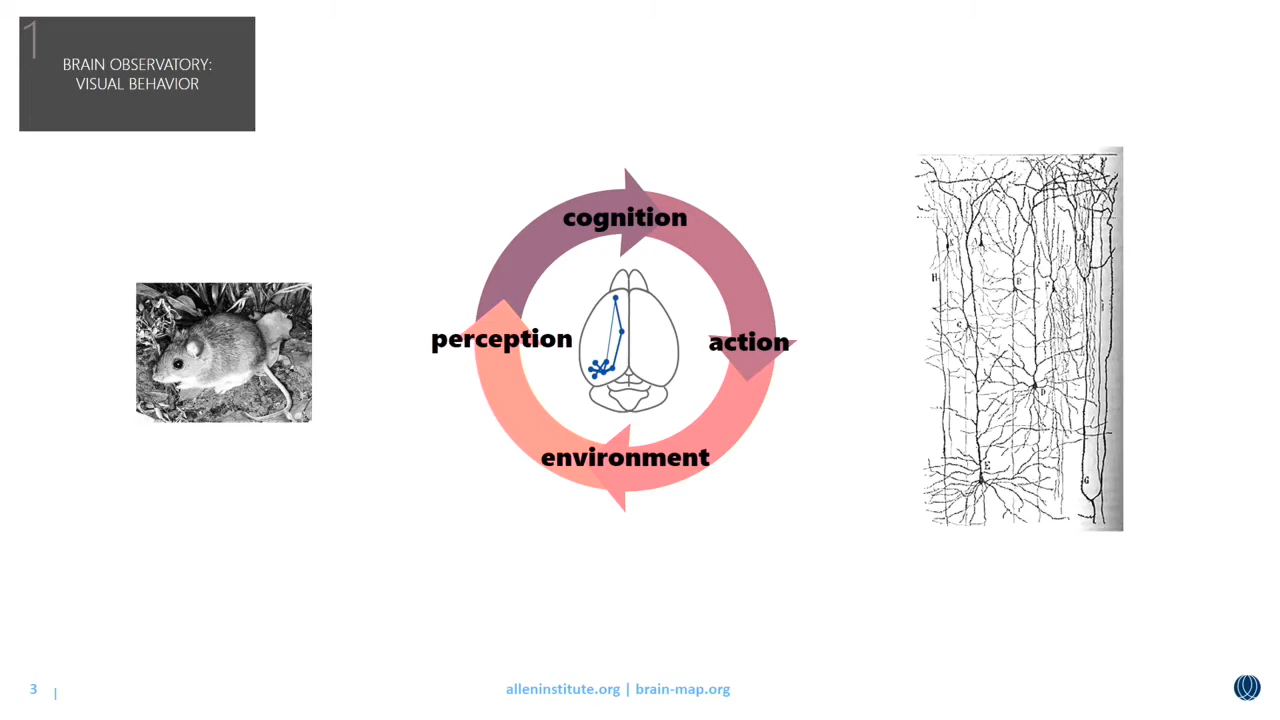 1
BRAIN OBSERVATORY:
VISUAL BEHAVIOR
cognition
perception
action
environment
H
A
B
F
J
I
C
D
E
G
3 |
alleninstitute.org | brain-map.org